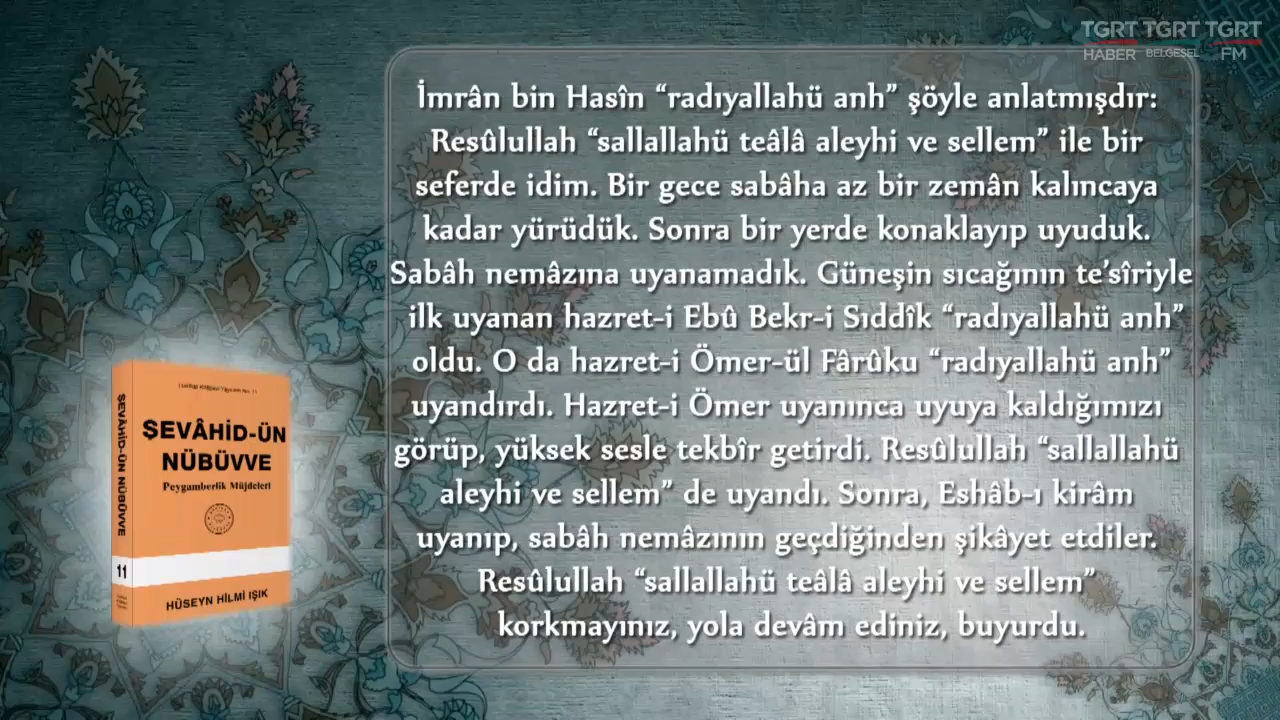 TGRT TGRT TGRT
HABER BELGESEL FM
İmrân bin Hasîn “radıyallahü anh” şöyle anlatmışdır:
Resûlullah “sallallahü teâlâ aleyhi ve sellem” ile bir
seferde idim. Bir gece sabâha az bir zemân kalıncaya
kadar yürüdük. Sonra bir yerde konaklayıp uyuduk.
Sabâh nemâzına uyanamadık. Güneşin sıcağının te’sîriyle
ilk uyanan hazret-i Ebû Bekr-i Sıddîk “radıyallahü anh”
oldu. O da hazret-i Ömer-ül Fârûku “radıyallahü anh”
uyandırdı. Hazret-i Ömer uyanınca uyuya kaldığımızı
görüp, yüksek sesle tekbîr getirdi. Resûlullah “sallallahü
aleyhi ve sellem” de uyandı. Sonra, Eshâb-ı kirâm
uyanıp, sabâh nemâzının geçdiğinden şikâyet etdiler.
Resûlullah “sallallahü teâlâ aleyhi ve sellem”
korkmayınız, yola devâm ediniz, buyurdu.
ŞEVÂHİD-ÜN
NÜBÜVVE
Peygamberlik Müjdeleri
HÜSEYN HİLMİ IŞIK
ŞEVÂHİD-ÜN NÜBÜVVE
11